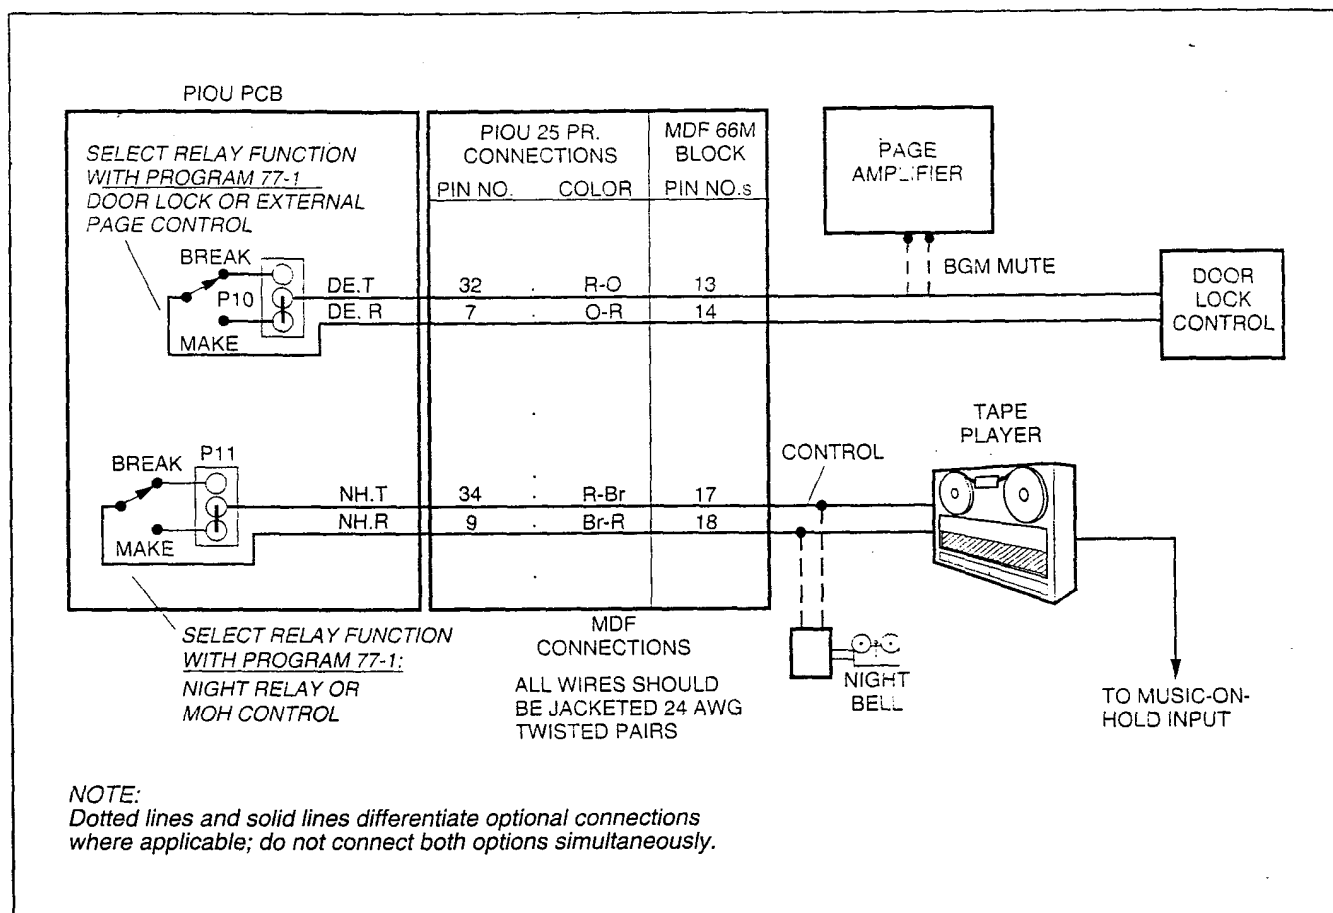 PIOU PCB
SELECT RELAY FUNCTION
WITH PROGRAM 77-1
DOOR LOCK OR EXTERNAL
PAGE CONTROL
BREAK
P10
MAKE
DE.T
DE. R
PIOU 25 PR.
CONNECTIONS
PIN NO. COLOR
MDF 66M
BLOCK
PIN NO.s
32 R-O 13
7 O-R 14
PAGE
AMPLIFIER
BGM MUTE
DOOR
LOCK
CONTROL
BREAK
P11
MAKE
NH.T
NH.R
34 R-Br 17
9 Br-R 18
CONTROL
TAPE
PLAYER
SELECT RELAY FUNCTION
WITH PROGRAM 77-1:
NIGHT RELAY OR
MOH CONTROL
MDF
CONNECTIONS
ALL WIRES SHOULD
BE JACKETED 24 AWG
TWISTED PAIRS
NIGHT
BELL
TO MUSIC-ON-
HOLD INPUT
NOTE:
Dotted lines and solid lines differentiate optional connections
where applicable; do not connect both options simultaneously.